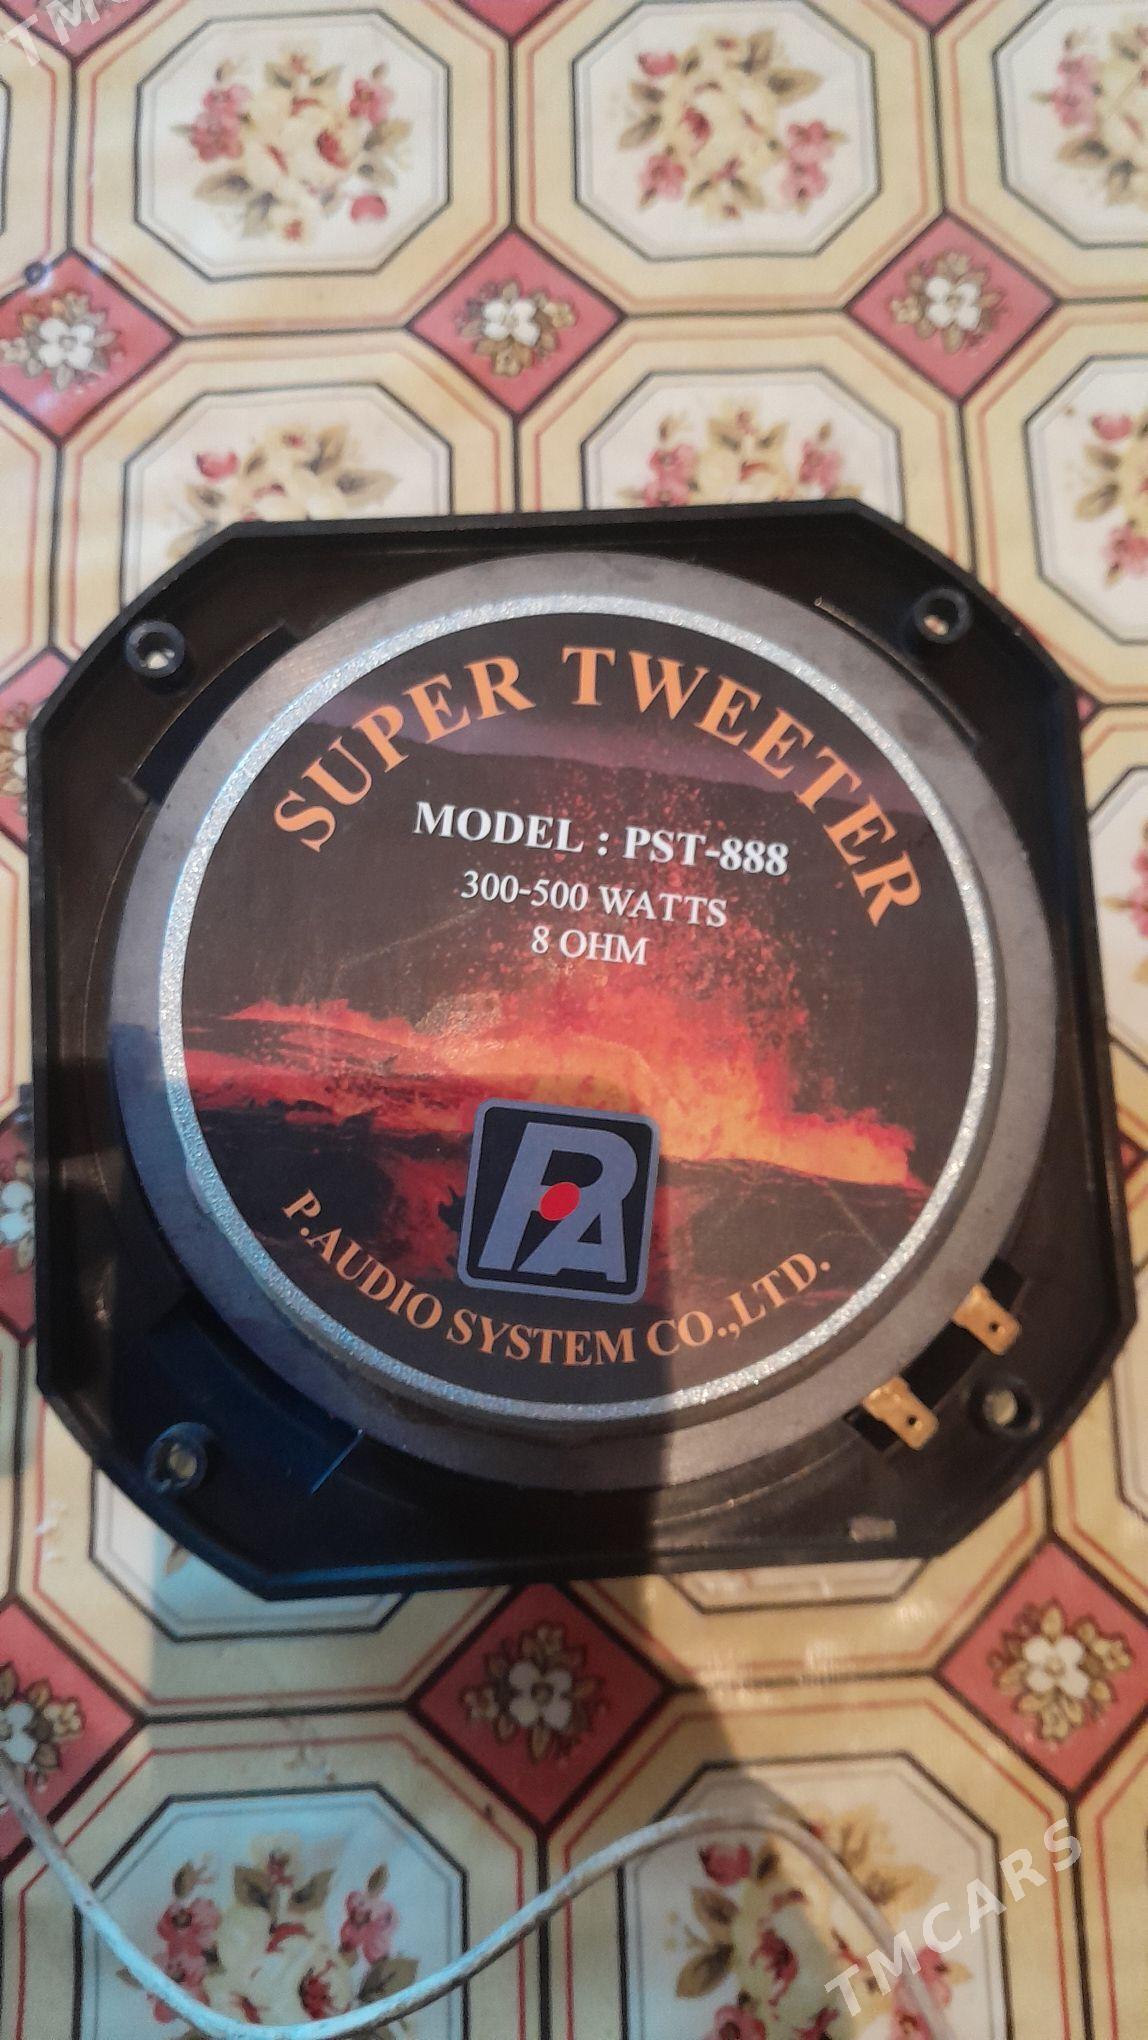 SUPER TWEETER
MODEL : PST-888
300-500 WATTS
8 OHM
PA
P.AUDIO SYSTEM CO.,LTD.
TMCARS